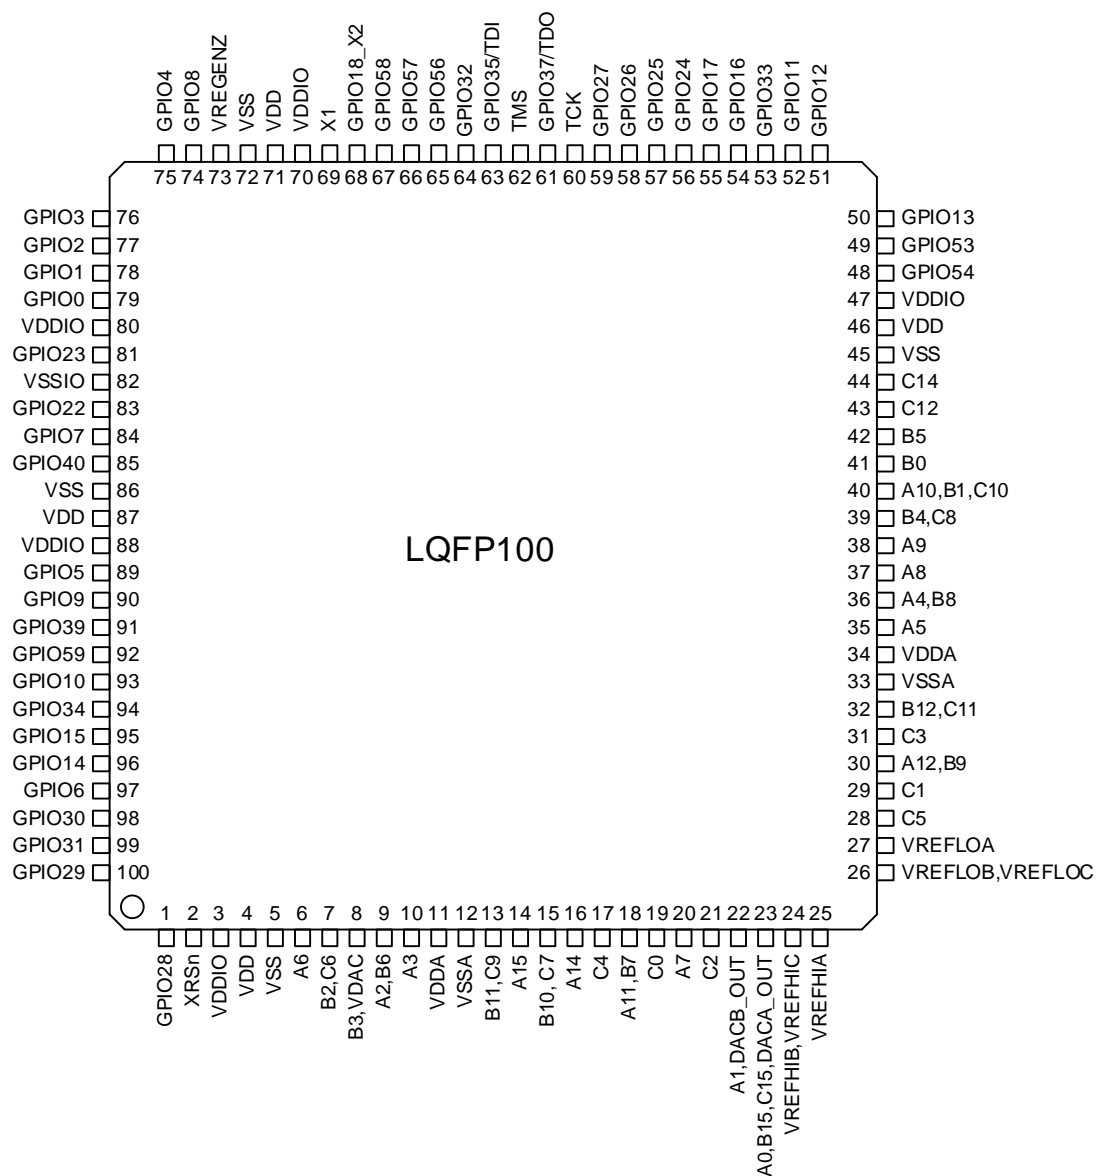 GPIO4 GPIO8 VREGENZ VSS VDD VDDIO X1 GPIO18_X2 GPIO58 GPIO57 GPIO56 GPIO32 GPIO35/TDI TMS GPIO37/TDO TCK GPIO27 GPIO26 GPIO25 GPIO24 GPIO17 GPIO16 GPIO33 GPIO11 GPIO12
75 74 73 72 71 70 69 68 67 66 65 64 63 62 61 60 59 58 57 56 55 54 53 52 51
GPIO3 76 50 GPIO13
GPIO2 77 49 GPIO53
GPIO1 78 48 GPIO54
GPIO0 79 47 VDDIO
VDDIO 80 46 VDD
GPIO23 81 45 VSS
VSSIO 82 44 C14
GPIO22 83 43 C12
GPIO7 84 42 B5
GPIO40 85 41 B0
VSS 86 40 A10,B1,C10
VDD 87 39 B4,C8
VDDIO 88 LQFP100 38 A9
GPIO5 89 37 A8
GPIO9 90 36 A4,B8
GPIO39 91 35 A5
GPIO59 92 34 VDDA
GPIO10 93 33 VSSA
GPIO34 94 32 B12,C11
GPIO15 95 31 C3
GPIO14 96 30 A12,B9
GPIO6 97 29 C1
GPIO30 98 28 C5
GPIO31 99 27 VREFLOA
GPIO29 100 26 VREFLOB,VREFLOC
1 2 3 4 5 6 7 8 9 10 11 12 13 14 15 16 17 18 19 20 21 22 23 24 25
GPIO28 XRSn VDDIO VDD VSS A6 B2,C6 B3,VDAC A2,B6 A3 VDDA VSSA B11,C9 A15 B10, C7 A14 C4 A11,B7 C0 A7 C2 A1,DACB_OUT A0,B15,C15,DACA_OUT VREFHIB,VREFHIC VREFHIA